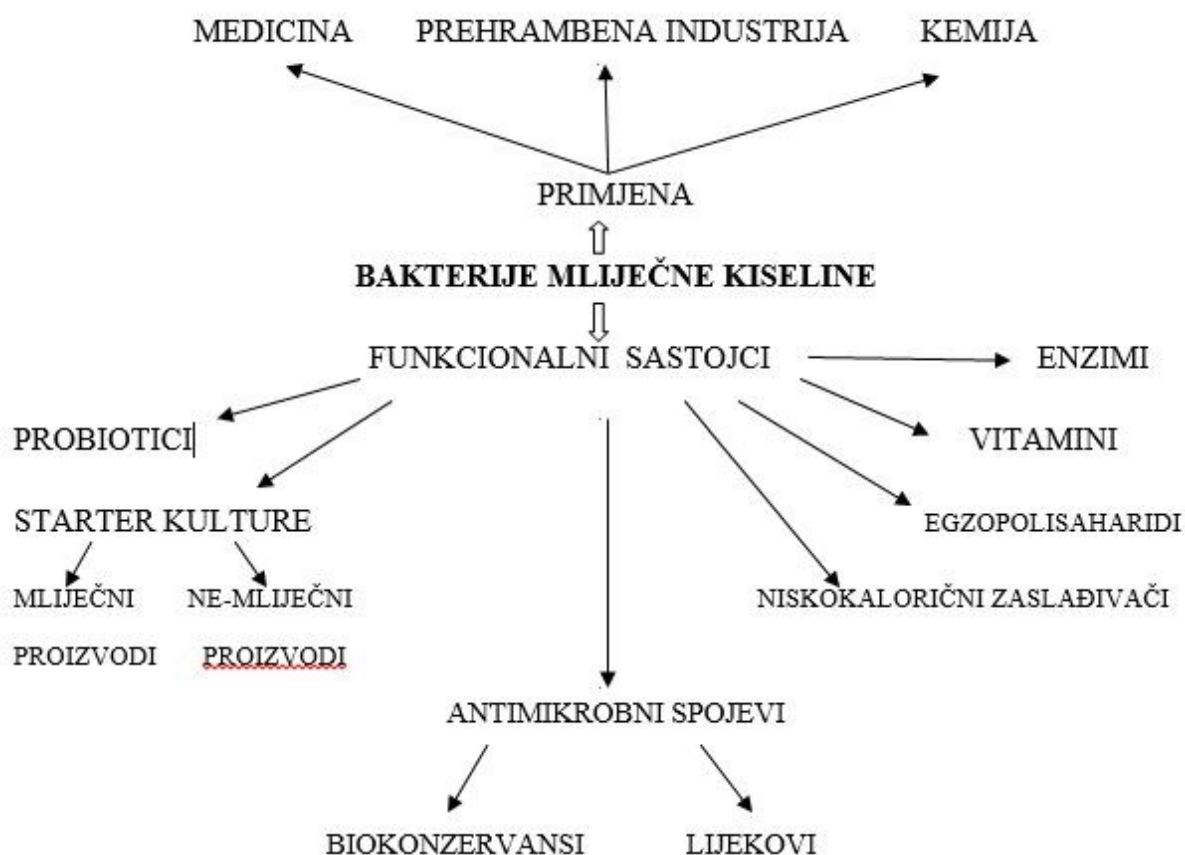 MEDICINA PREHRAMBENA INDUSTRIJA KEMIJA
PRIMJENA
BAKTERIJE MLIJEČNE KISELINE
FUNKCIONALNI SASTOJCI ENZIMI
PROBIOTICI VITAMINI
STARTER KULTURE EGZOPOLISAHARIDI
MLIJEČNI NE-MLIJEČNI NISKOKALORIČNI ZASLAĐIVAČI
PROIZVODI PROIZVODI
ANTIMIKROBNI SPOJEVI
BIOKONZERVANSI LIJEKOVI